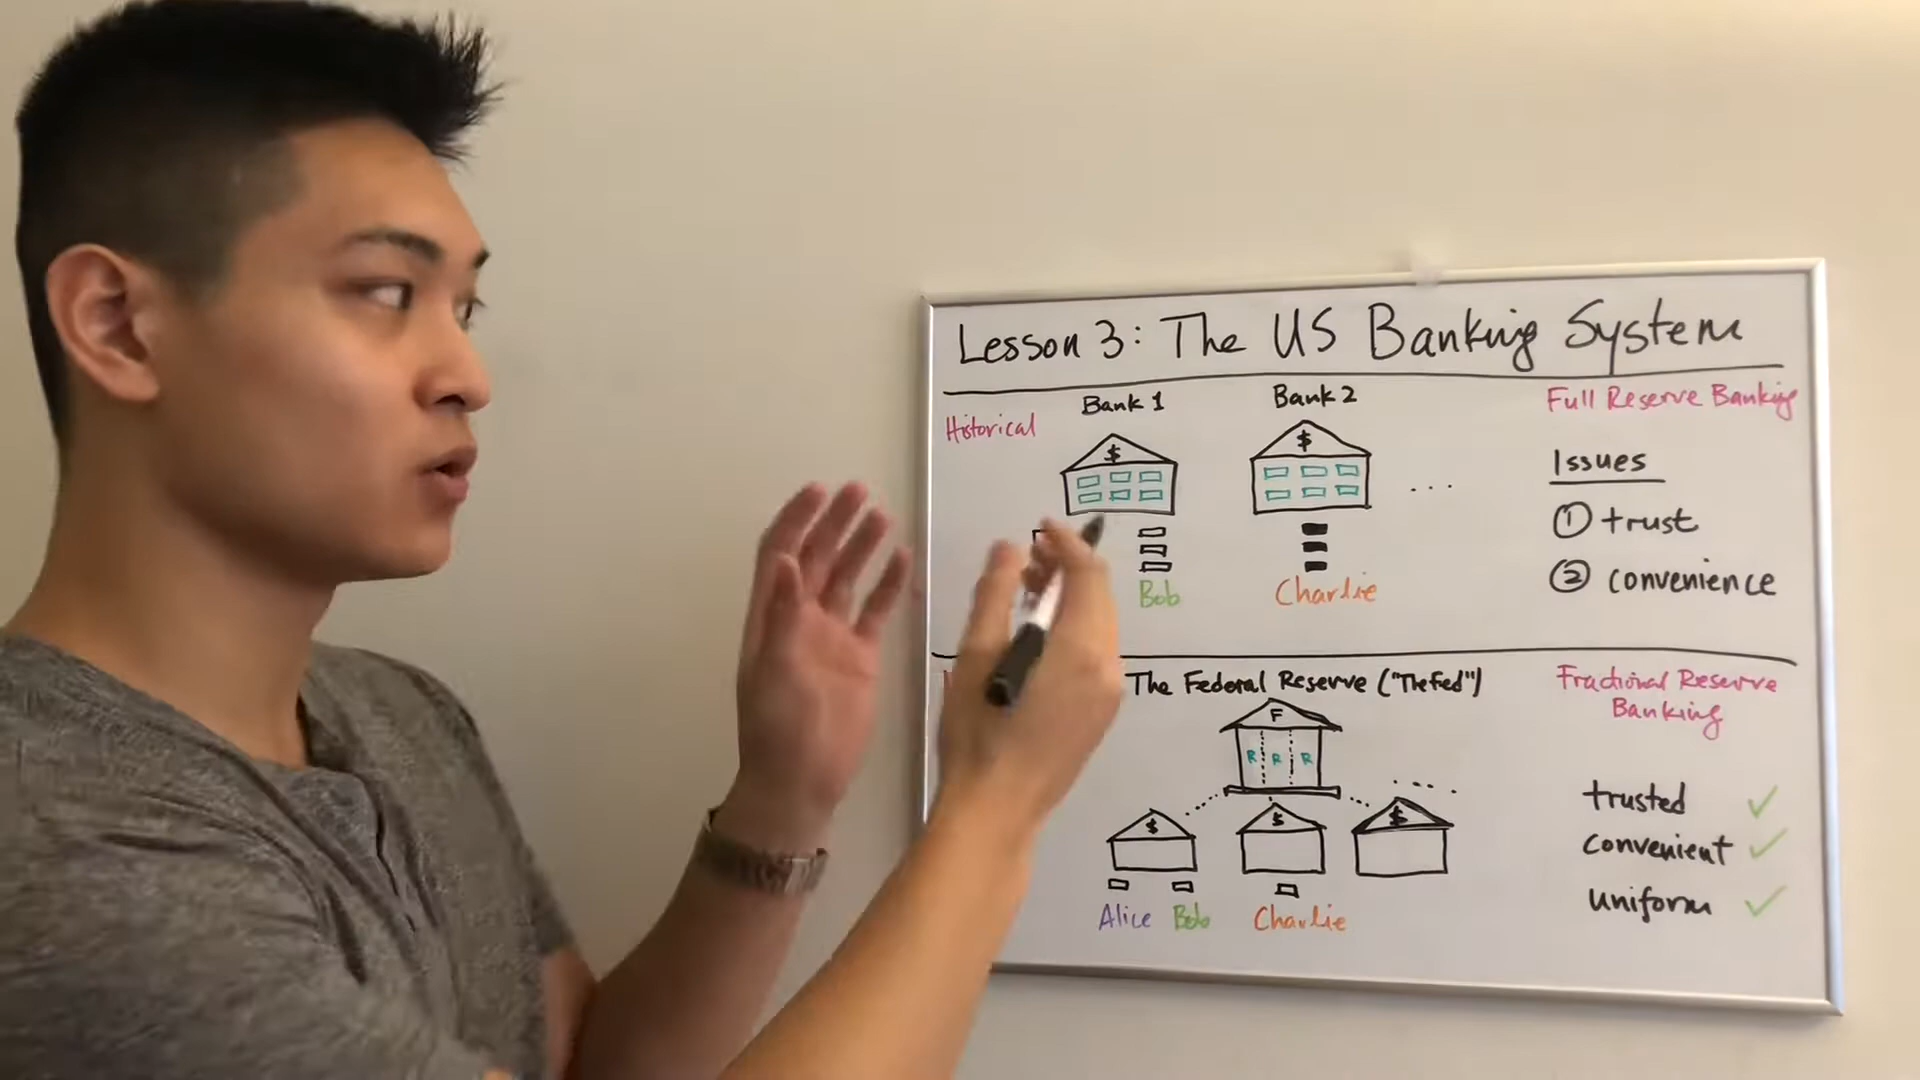 Lesson 3: The US Banking System
Historical
Bank 1
Bank 2
Full Reserve Banking
$
$
...
Issues
① trust
② convenience
Bob
Charlie
The Federal Reserve ("The Fed")
Fractional Reserve
Banking
F
R R R
$
$
$
trusted ✓
convenient ✓
uniform ✓
Alice Bob
Charlie